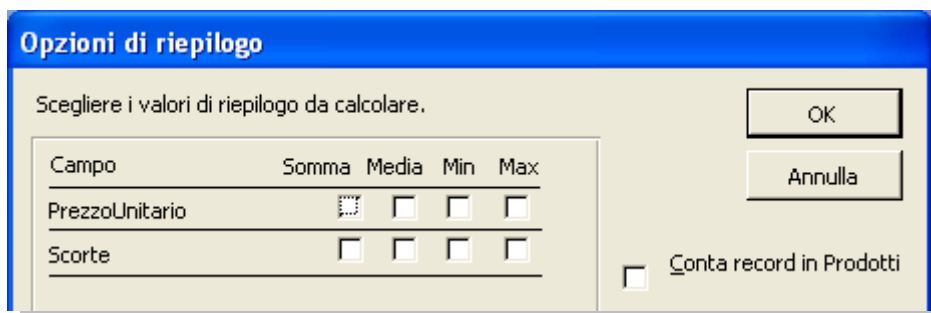 Opzioni di riepilogo
Scegliere i valori di riepilogo da calcolare.
OK
Annulla
Campo Somma Media Min Max
PrezzoUnitario
Scorte
Conta record in Prodotti